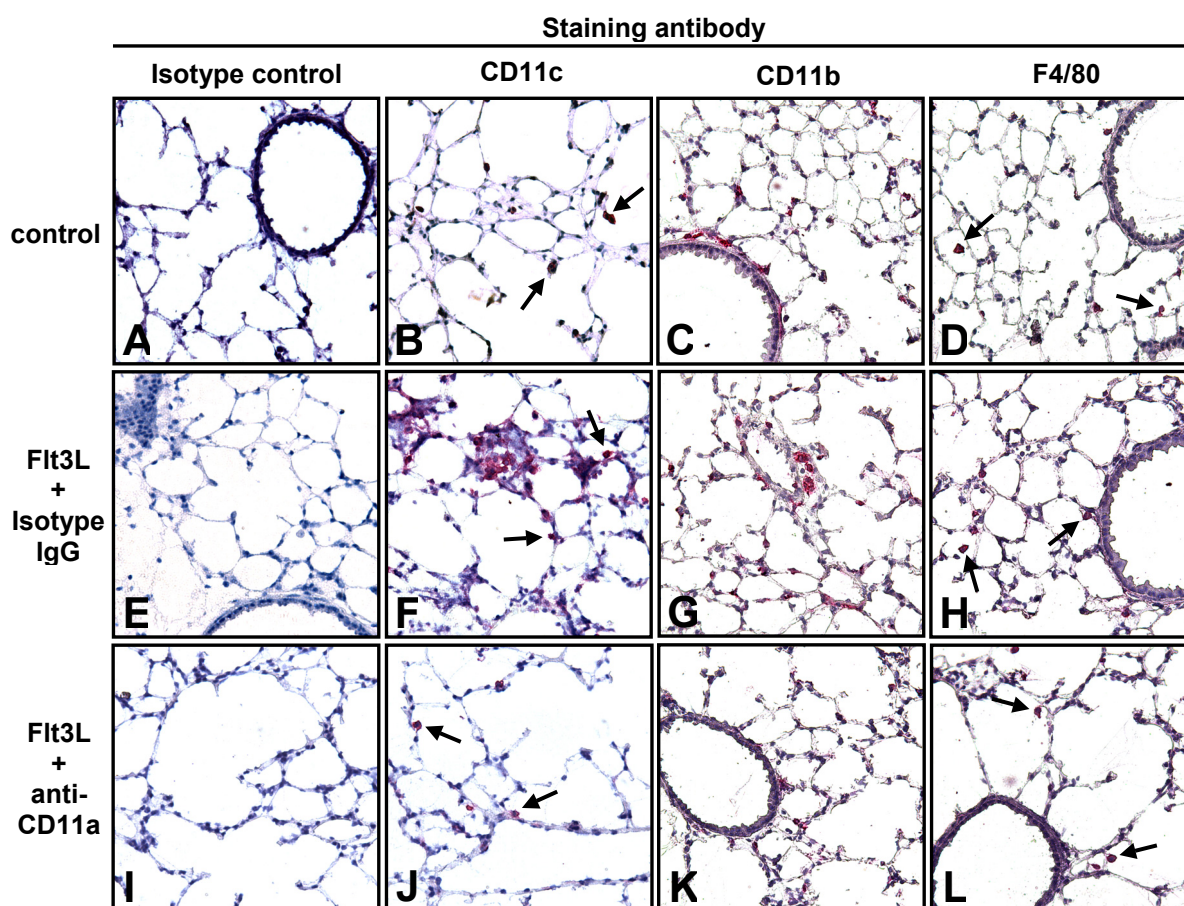 Staining antibody
Isotype control CD11c CD11b F4/80
control
A B C D
Flt3L
+
Isotype
IgG
E F G H
Flt3L
+
anti-
CD11a
I J K L